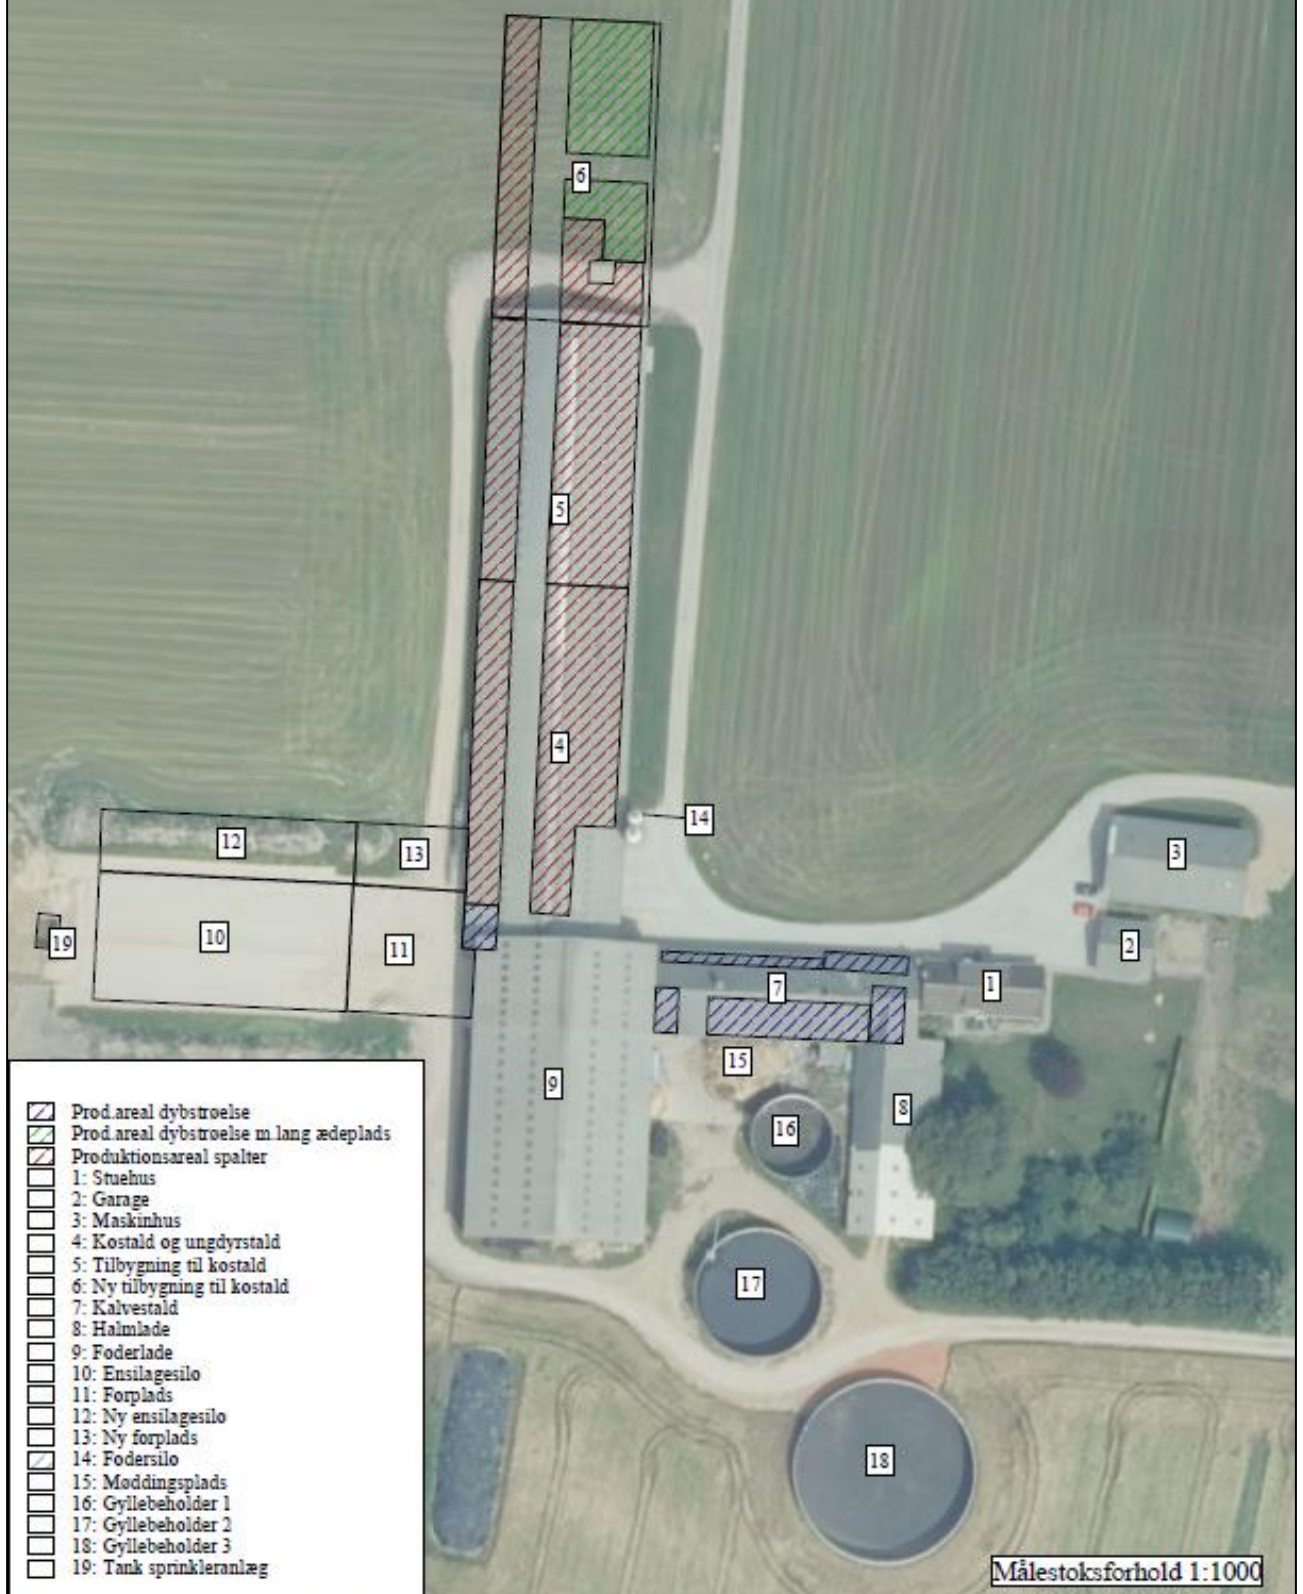 6
5
4
14
3
12
13
2
10
11
19
7
1
15
9
8
16
17
18
Prod.areal dybstrøelse
Prod.areal dybstrøelse m.lang ædeplads
Produktionsareal spalter
1: Stuehus
2: Garage
3: Maskinhus
4: Kostald og ungdyrstald
5: Tilbygning til kostald
6: Ny tilbygning til kostald
7: Kalvestald
8: Halmlade
9: Foderlade
10: Ensilagesilo
11: Forplads
12: Ny ensilagesilo
13: Ny forplads
14: Fodersilo
15: Møddingsplads
16: Gyllebeholder 1
17: Gyllebeholder 2
18: Gyllebeholder 3
19: Tank sprinkleranlæg
Målestoksforhold 1:1000